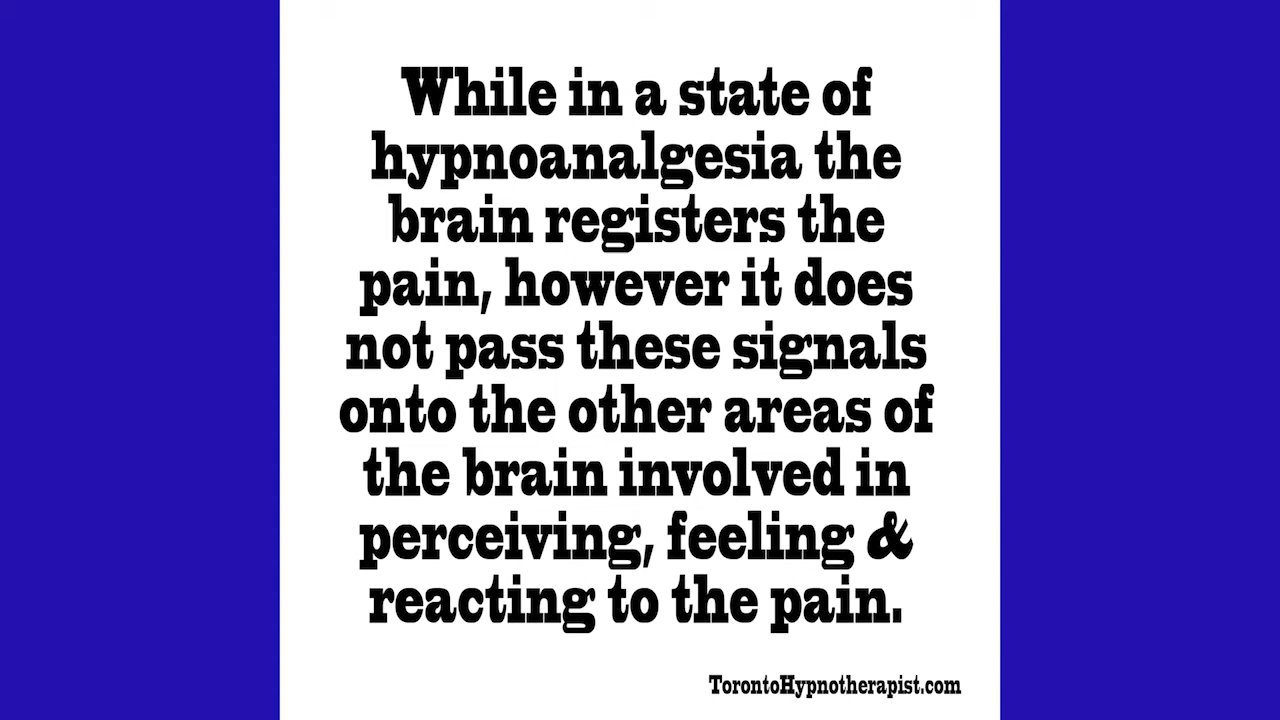 While in a state of
hypnoanalgesia the
brain registers the
pain, however it does
not pass these signals
onto the other areas of
the brain involved in
perceiving, feeling &
reacting to the pain.
TorontoHypnotherapist.com